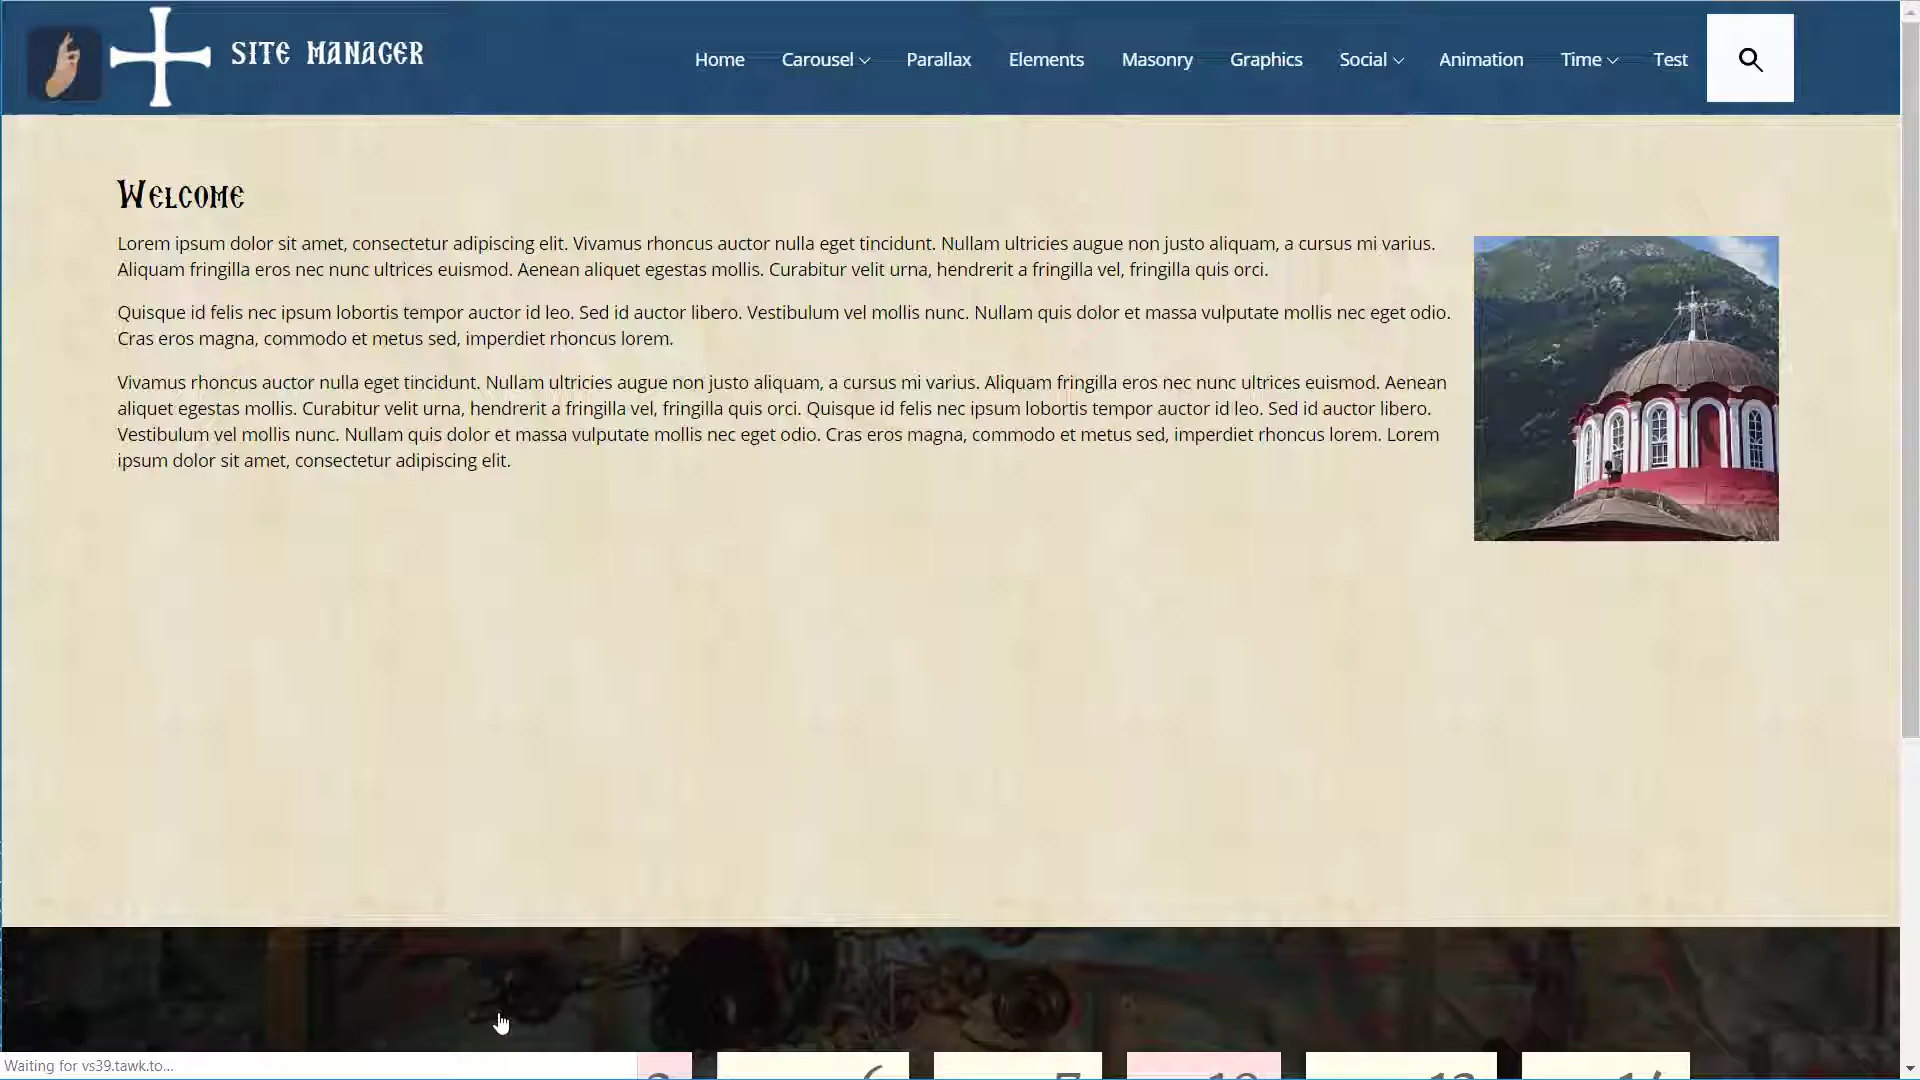 SITE MANAGER
Home Carousel Parallax Elements Masonry Graphics Social Animation Time Test
Welcome
Lorem ipsum dolor sit amet, consectetur adipiscing elit. Vivamus rhoncus auctor nulla eget tincidunt. Nullam ultricies augue non justo aliquam, a cursus mi varius.
Aliquam fringilla eros nec nunc ultrices euismod. Aenean aliquet egestas mollis. Curabitur velit urna, hendrerit a fringilla vel, fringilla quis orci.
Quisque id felis nec ipsum lobortis tempor auctor id leo. Sed id auctor libero. Vestibulum vel mollis nunc. Nullam quis dolor et massa vulputate mollis nec eget odio.
Cras eros magna, commodo et metus sed, imperdiet rhoncus lorem.
Vivamus rhoncus auctor nulla eget tincidunt. Nullam ultricies augue non justo aliquam, a cursus mi varius. Aliquam fringilla eros nec nunc ultrices euismod. Aenean
aliquet egestas mollis. Curabitur velit urna, hendrerit a fringilla vel, fringilla quis orci. Quisque id felis nec ipsum lobortis tempor auctor id leo. Sed id auctor libero.
Vestibulum vel mollis nunc. Nullam quis dolor et massa vulputate mollis nec eget odio. Cras eros magna, commodo et metus sed, imperdiet rhoncus lorem. Lorem
ipsum dolor sit amet, consectetur adipiscing elit.
Waiting for vs39.tawk.to...